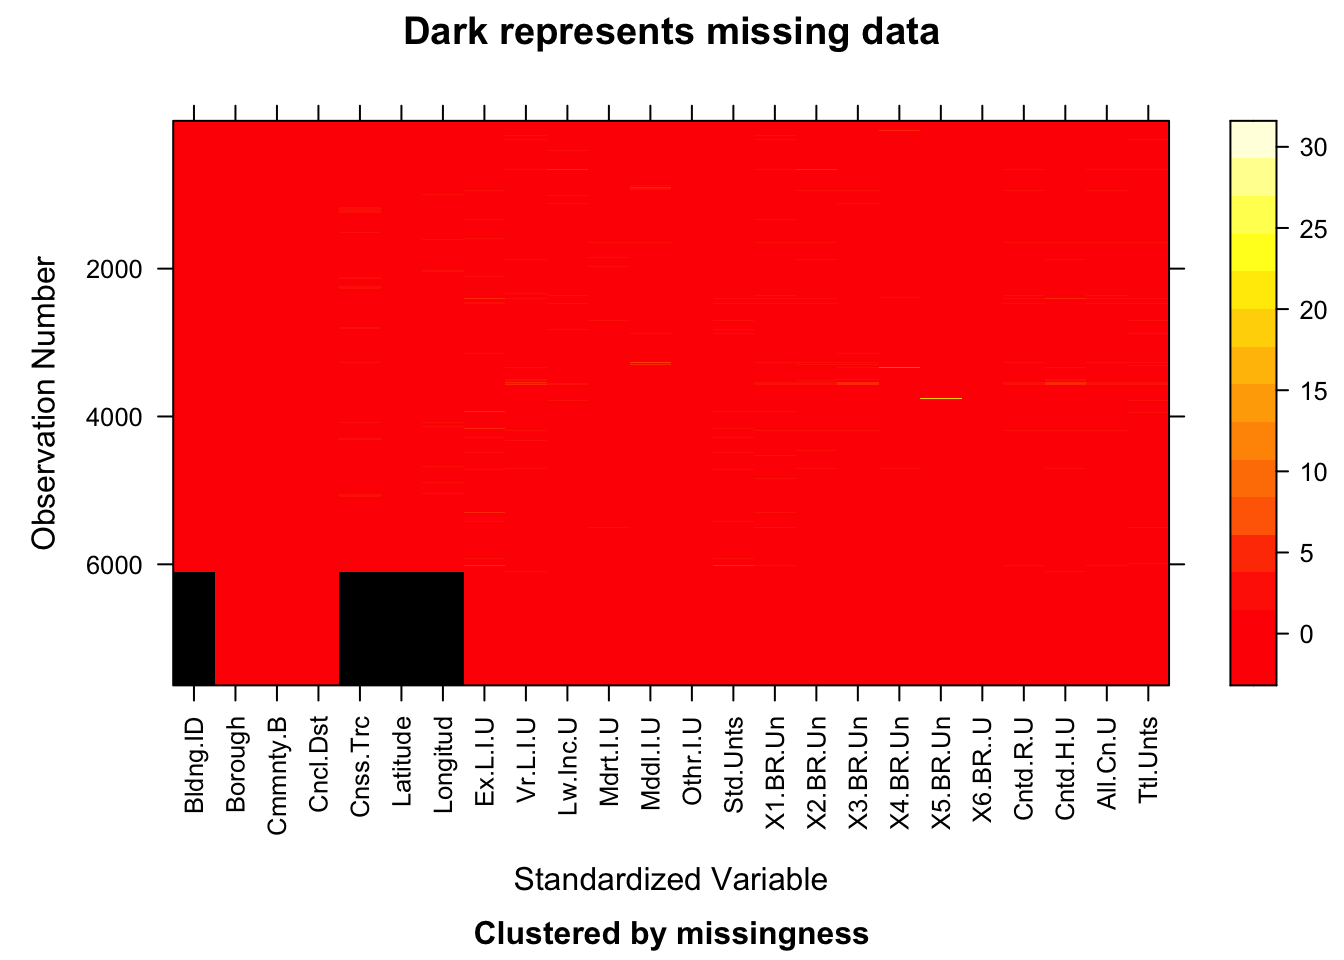 Dark represents missing data
Observation Number
2000
4000
6000
30
25
20
15
10
5
0
Bldng.ID
Borough
Cmmnty.B
Cncl.Dst
Cnss.Trc
Latitude
Longitud
Ex.L.I.U
Vr.L.I.U
Lw.Inc.U
Mdrt.I.U
Mddl.I.U
Othr.I.U
Std.Unts
X1.BR.Un
X2.BR.Un
X3.BR.Un
X4.BR.Un
X5.BR.Un
X6.BR..U
Cntd.R.U
Cntd.H.U
All.Cn.U
Ttl.Unts
Standardized Variable
Clustered by missingness